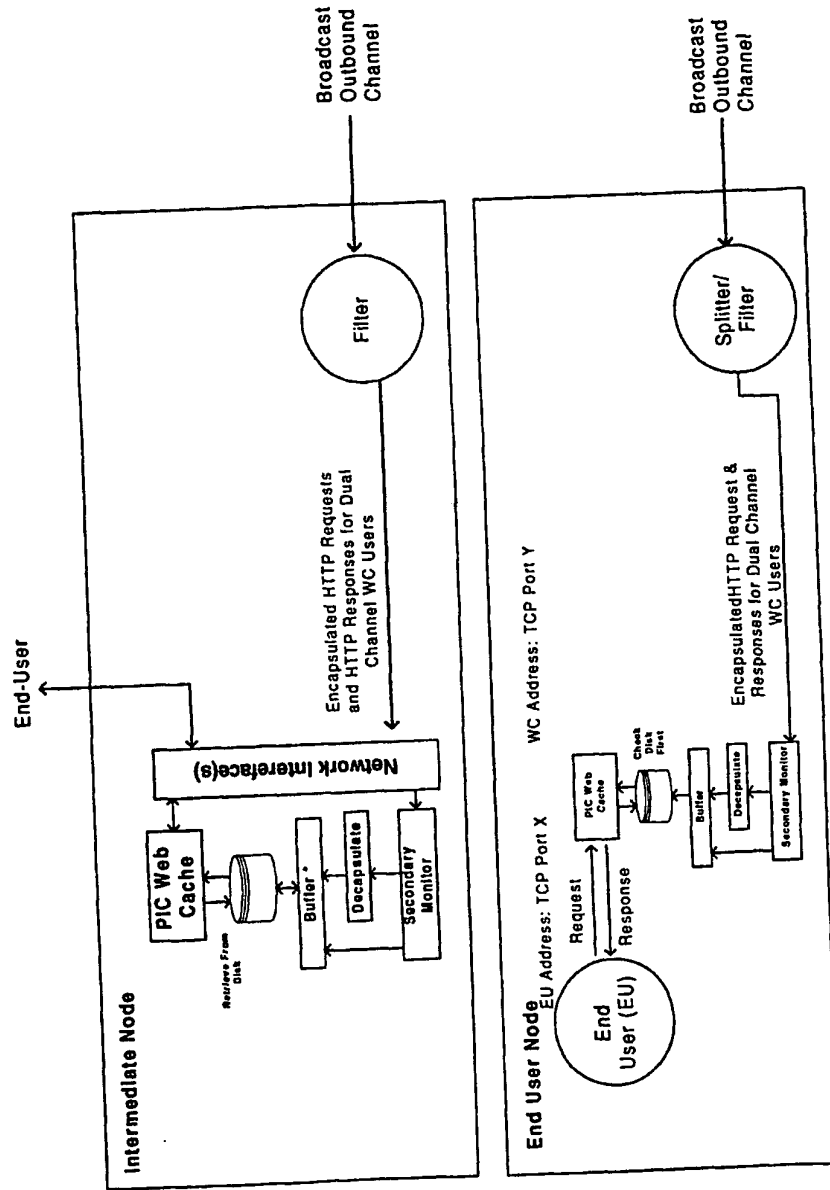 End-User
Intermediate Node
PIC Web
Cache
Retrieve From
Disk
Buffer *
Decapsulate
Secondary
Monitor
Network Intereface(s)
Encapsulated HTTP Requests
and HTTP Responses for Dual
Channel WC Users
Filter
Broadcast
Outbound
Channel
End User Node
EU Address: TCP Port X
WC Address: TCP Port Y
End
User (EU)
Request
Response
PIC Web
Cache
Check
Disk
First
Buffer
Decapsulate
Secondary Monitor
EncapsulatedHTTP Request &
Responses for Dual Channel
WC Users
Splitter/
Filter
Broadcast
Outbound
Channel